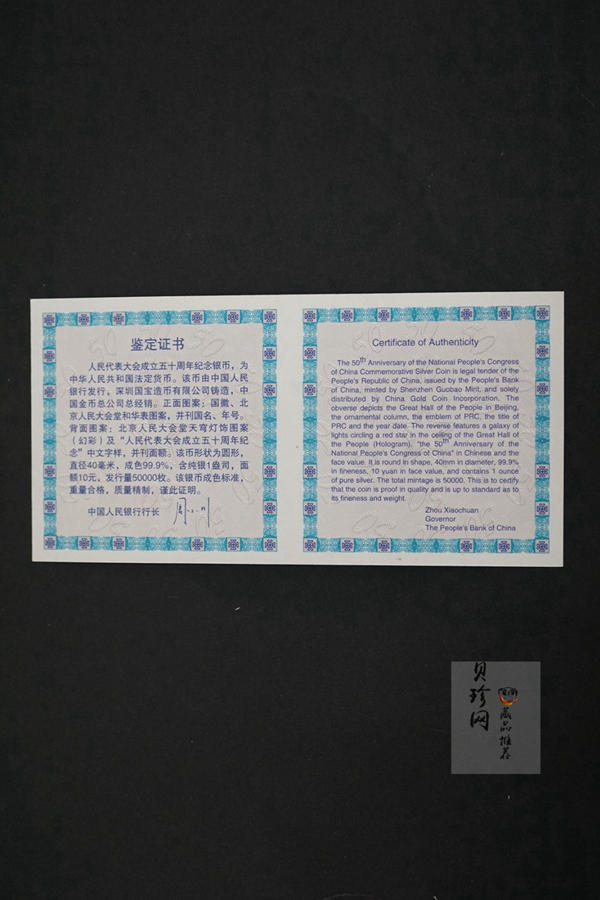 鉴定证书
人民代表大会成立五十周年纪念银币，为
中华人民共和国法定货币。该币由中国人民
银行发行，深圳国宝造币有限公司铸造，中
国金币总公司总经销。正面图案：国徽、北
京人民大会堂和华表图案，并刊国名、年号。
背面图案：北京人民大会堂天穹灯饰图案
（幻彩）及“人民代表大会成立五十周年纪
念”中文字样，并刊面额。该币形状为圆形，
直径40毫米，成色99.9%，含纯银1盎司，面
额10元，发行量50000枚。该银币成色标准，
重量合格，质量精制，谨此证明。
中国人民银行行长
Certificate of Authenticity
The 50th Anniversary of the National People's Congress
of China Commemorative Silver Coin is legal tender of the
People's Republic of China, issued by the People's Bank
of China, minted by Shenzhen Guobao Mint, and solely
distributed by China Gold Coin Incorporation. The
obverse depicts the Great Hall of the People in Beijing,
the ornamental column, the emblem of PRC, the title of
PRC and the year date. The reverse features a galaxy of
lights circling a red star in the ceiling of the Great Hall of
the People (Hologram), "the 50th Anniversary of the
National People's Congress of China" in Chinese and the
face value. It is round in shape, 40mm in diameter, 99.9%
in fineness, 10 yuan in face value, and contains 1 ounce
of pure silver. The total mintage is 50000. This is to certify
that the coin is proof in quality and is up to standard as to
its fineness and weight.
Zhou Xiaochuan
Governor
The People's Bank of China
贝珍网
藏品推荐